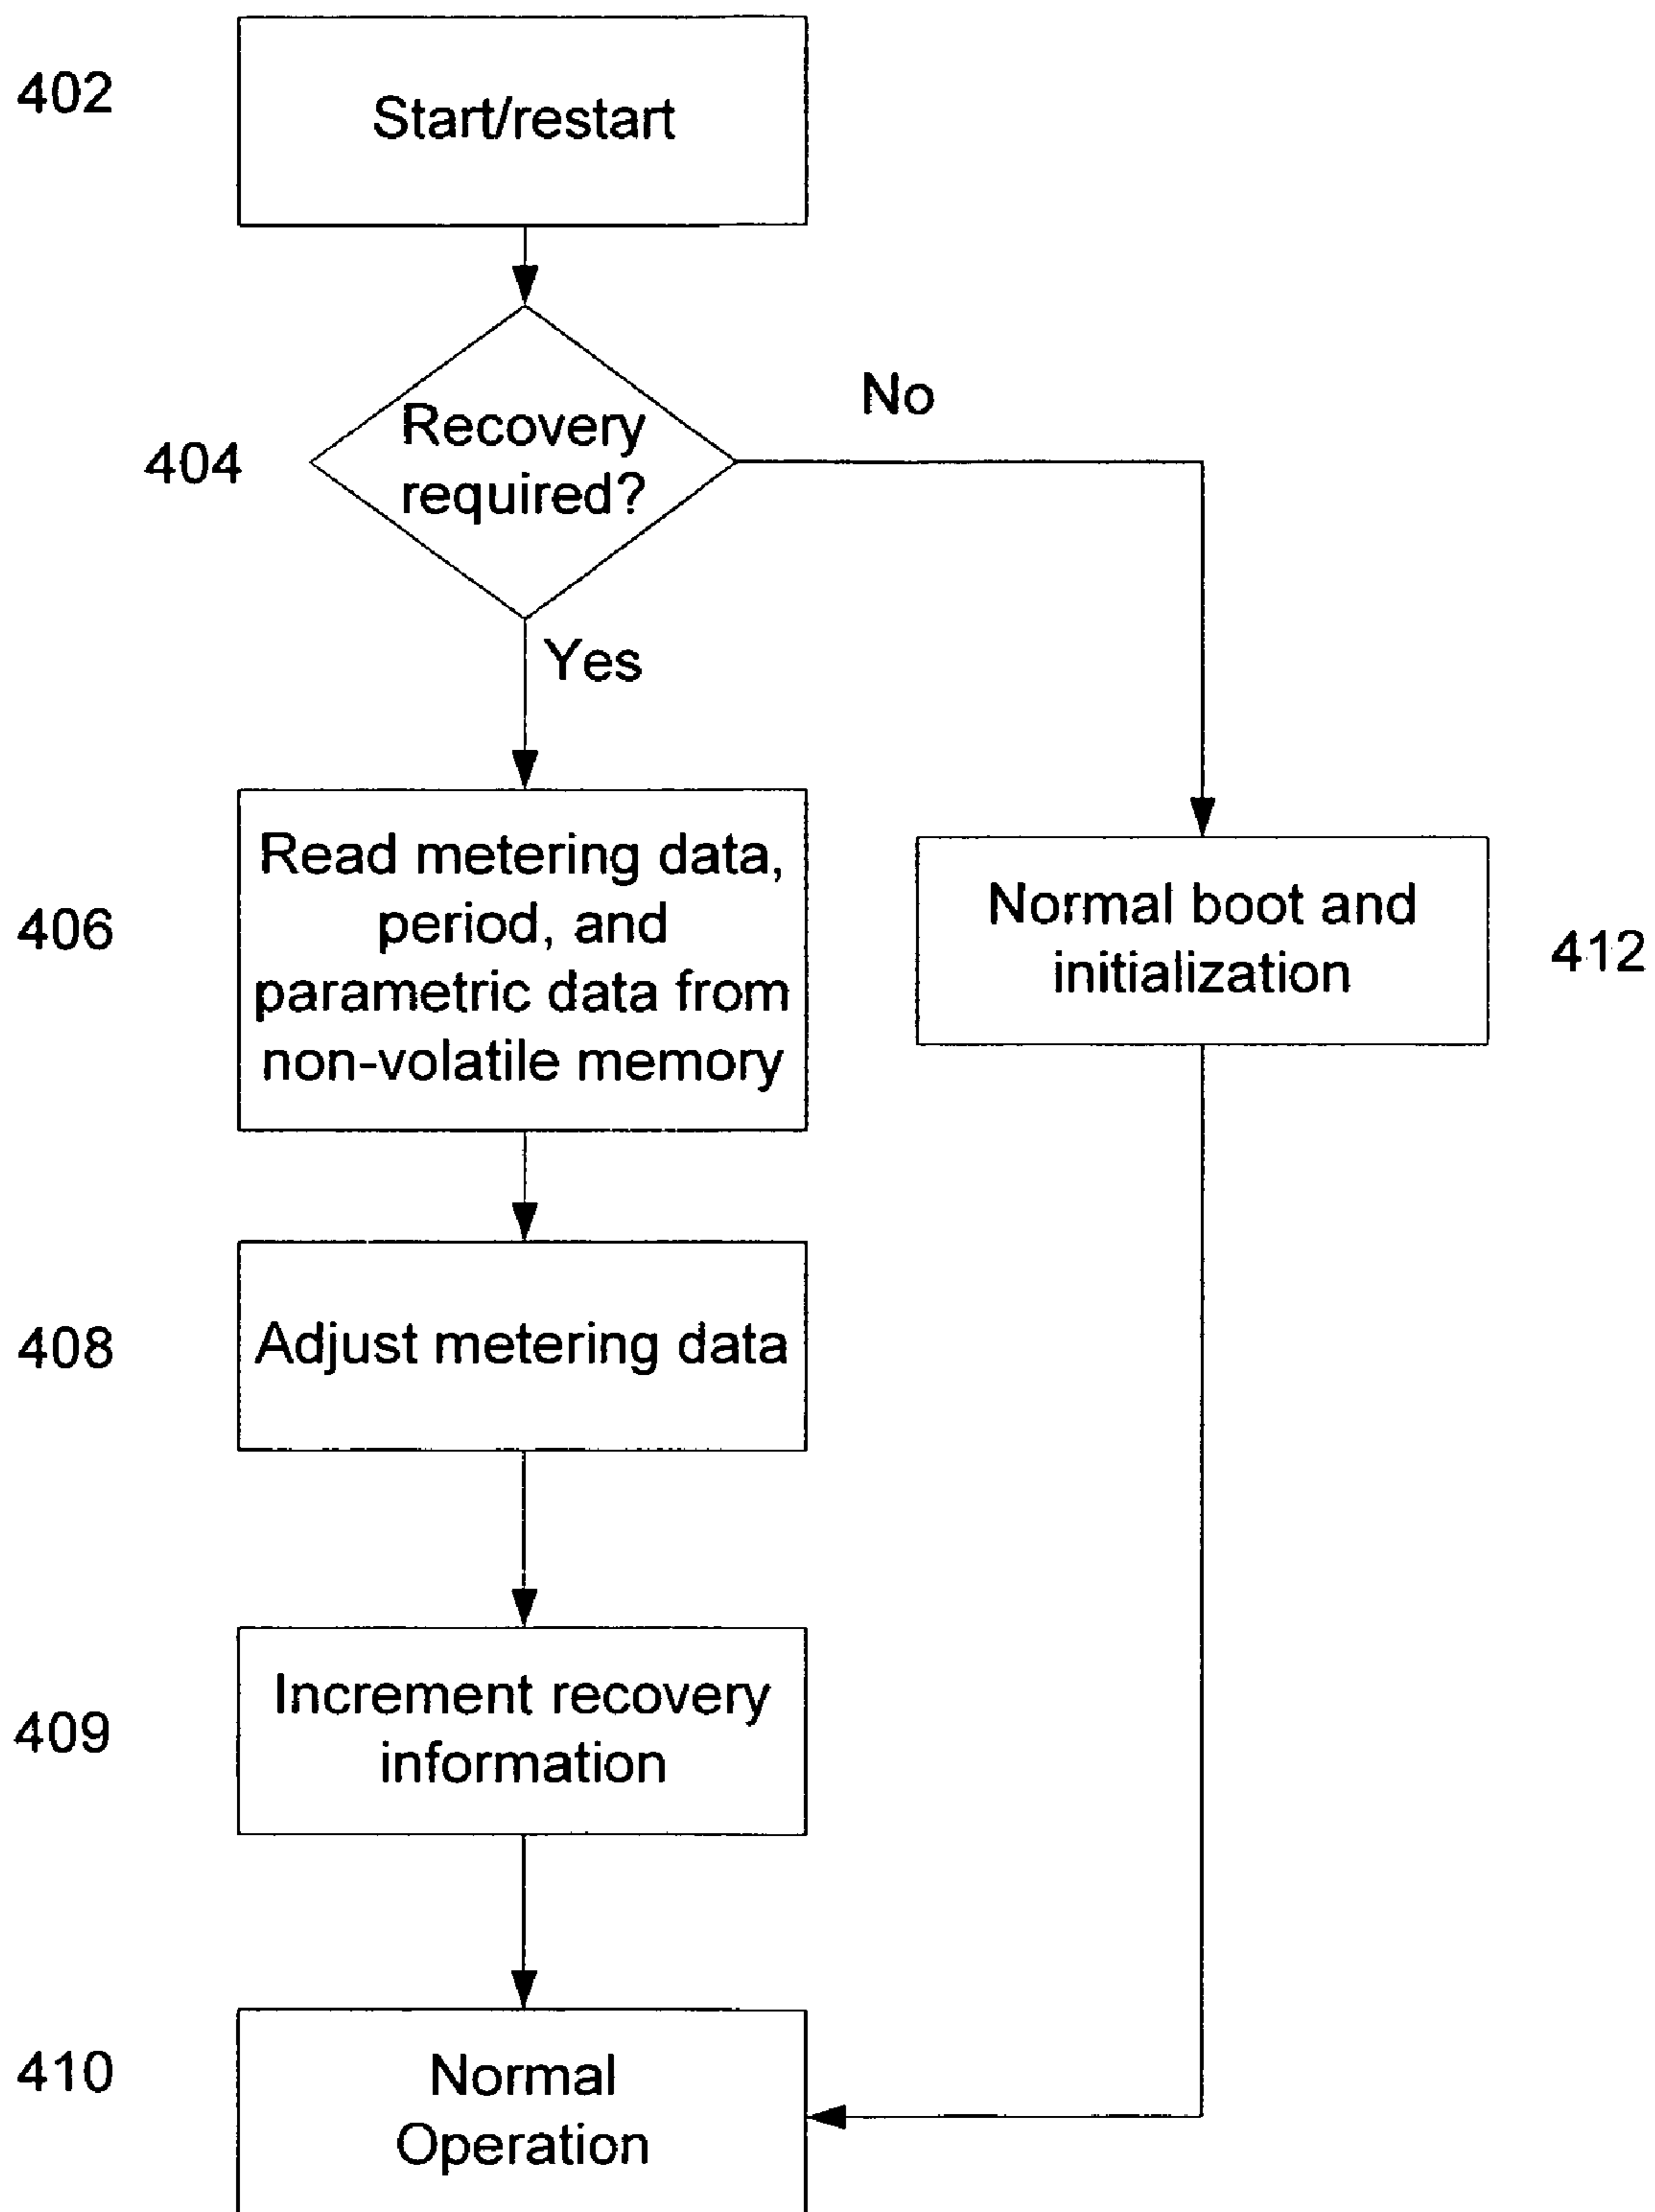 402
Start/restart
No
404
Recovery
required?
Yes
406
Read metering data,
period, and
parametric data from
non-volatile memory
Normal boot and
initialization
412
408
Adjust metering data
409
Increment recovery
information
410
Normal
Operation